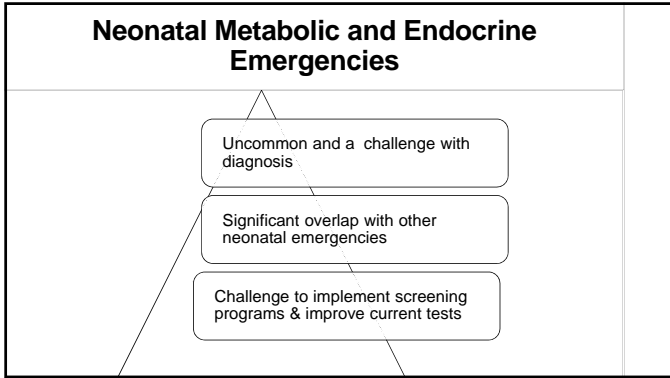 Neonatal Metabolic and Endocrine
Emergencies
Uncommon and a challenge with
diagnosis
Significant overlap with other
neonatal emergencies
Challenge to implement screening
programs & improve current tests